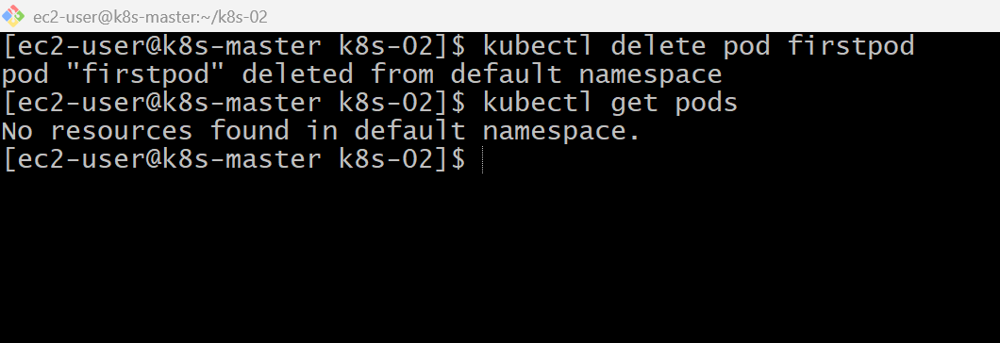 ec2-user@k8s-master:~/k8s-02
[ec2-user@k8s-master k8s-02]$ kubectl delete pod firstpod
pod "firstpod" deleted from default namespace
[ec2-user@k8s-master k8s-02]$ kubectl get pods
No resources found in default namespace.
[ec2-user@k8s-master k8s-02]$